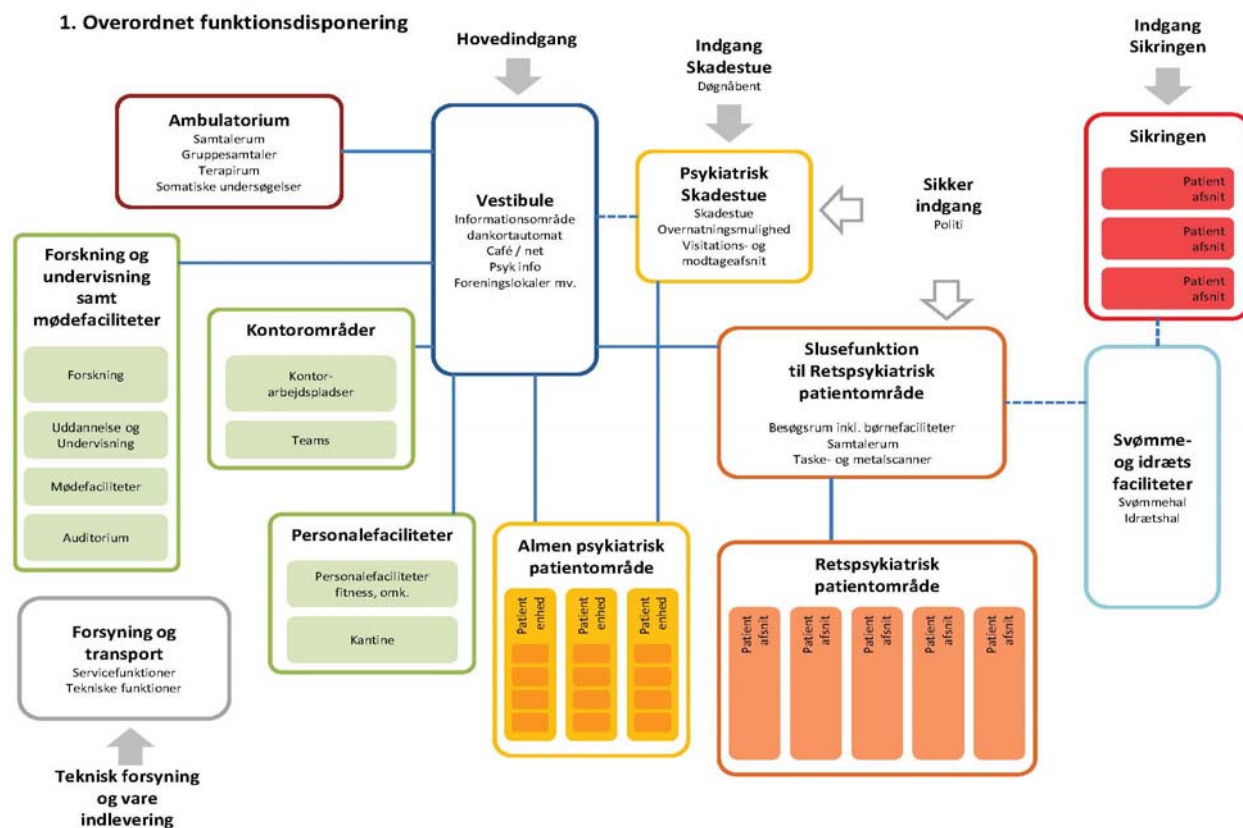 1. Overordnet funktionsdisponering
Hovedindgang
Indgang
Skadestue
Døgnåbent
Indgang
Sikringen
Ambulatorium
Samtalerum
Gruppesamtaler
Terapirum
Somatiske undersøgelser
Vestibule
Informationsområde
dankortautomat
Café / net
Psyk info
Foreningslokaler mv.
Psykiatrisk
Skadestue
Skadestue
Overnatningsmulighed
Visitations- og
modtageafsnit
Sikker
indgang
Politi
Sikringen
Patient
afsnit
Patient
afsnit
Patient
afsnit
Forskning og
undervisning
samt
mødefaciliteter
Forskning
Uddannelse og
Undervisning
Mødefaciliteter
Auditorium
Kontorområder
Kontor-
arbejdspladser
Teams
Slusefunktion
til Retspsykiatrisk
patientområde
Besøgsrum inkl. børnefaciliteter
Samtalerum
Taske- og metalscanner
Svømme-
og idræts
faciliteter
Svømmehal
Idrætshal
Personalefaciliteter
Personalefaciliteter
fitness, omk.
Kantine
Almen psykiatrisk
patientområde
Patient
enhed
Patient
enhed
Patient
enhed
Retspsykiatrisk
patientområde
Patient
afsnit
Patient
afsnit
Patient
afsnit
Patient
afsnit
Patient
afsnit
Forsyning og
transport
Servicefunktioner
Tekniske funktioner
Teknisk forsyning
og vare
indlevering